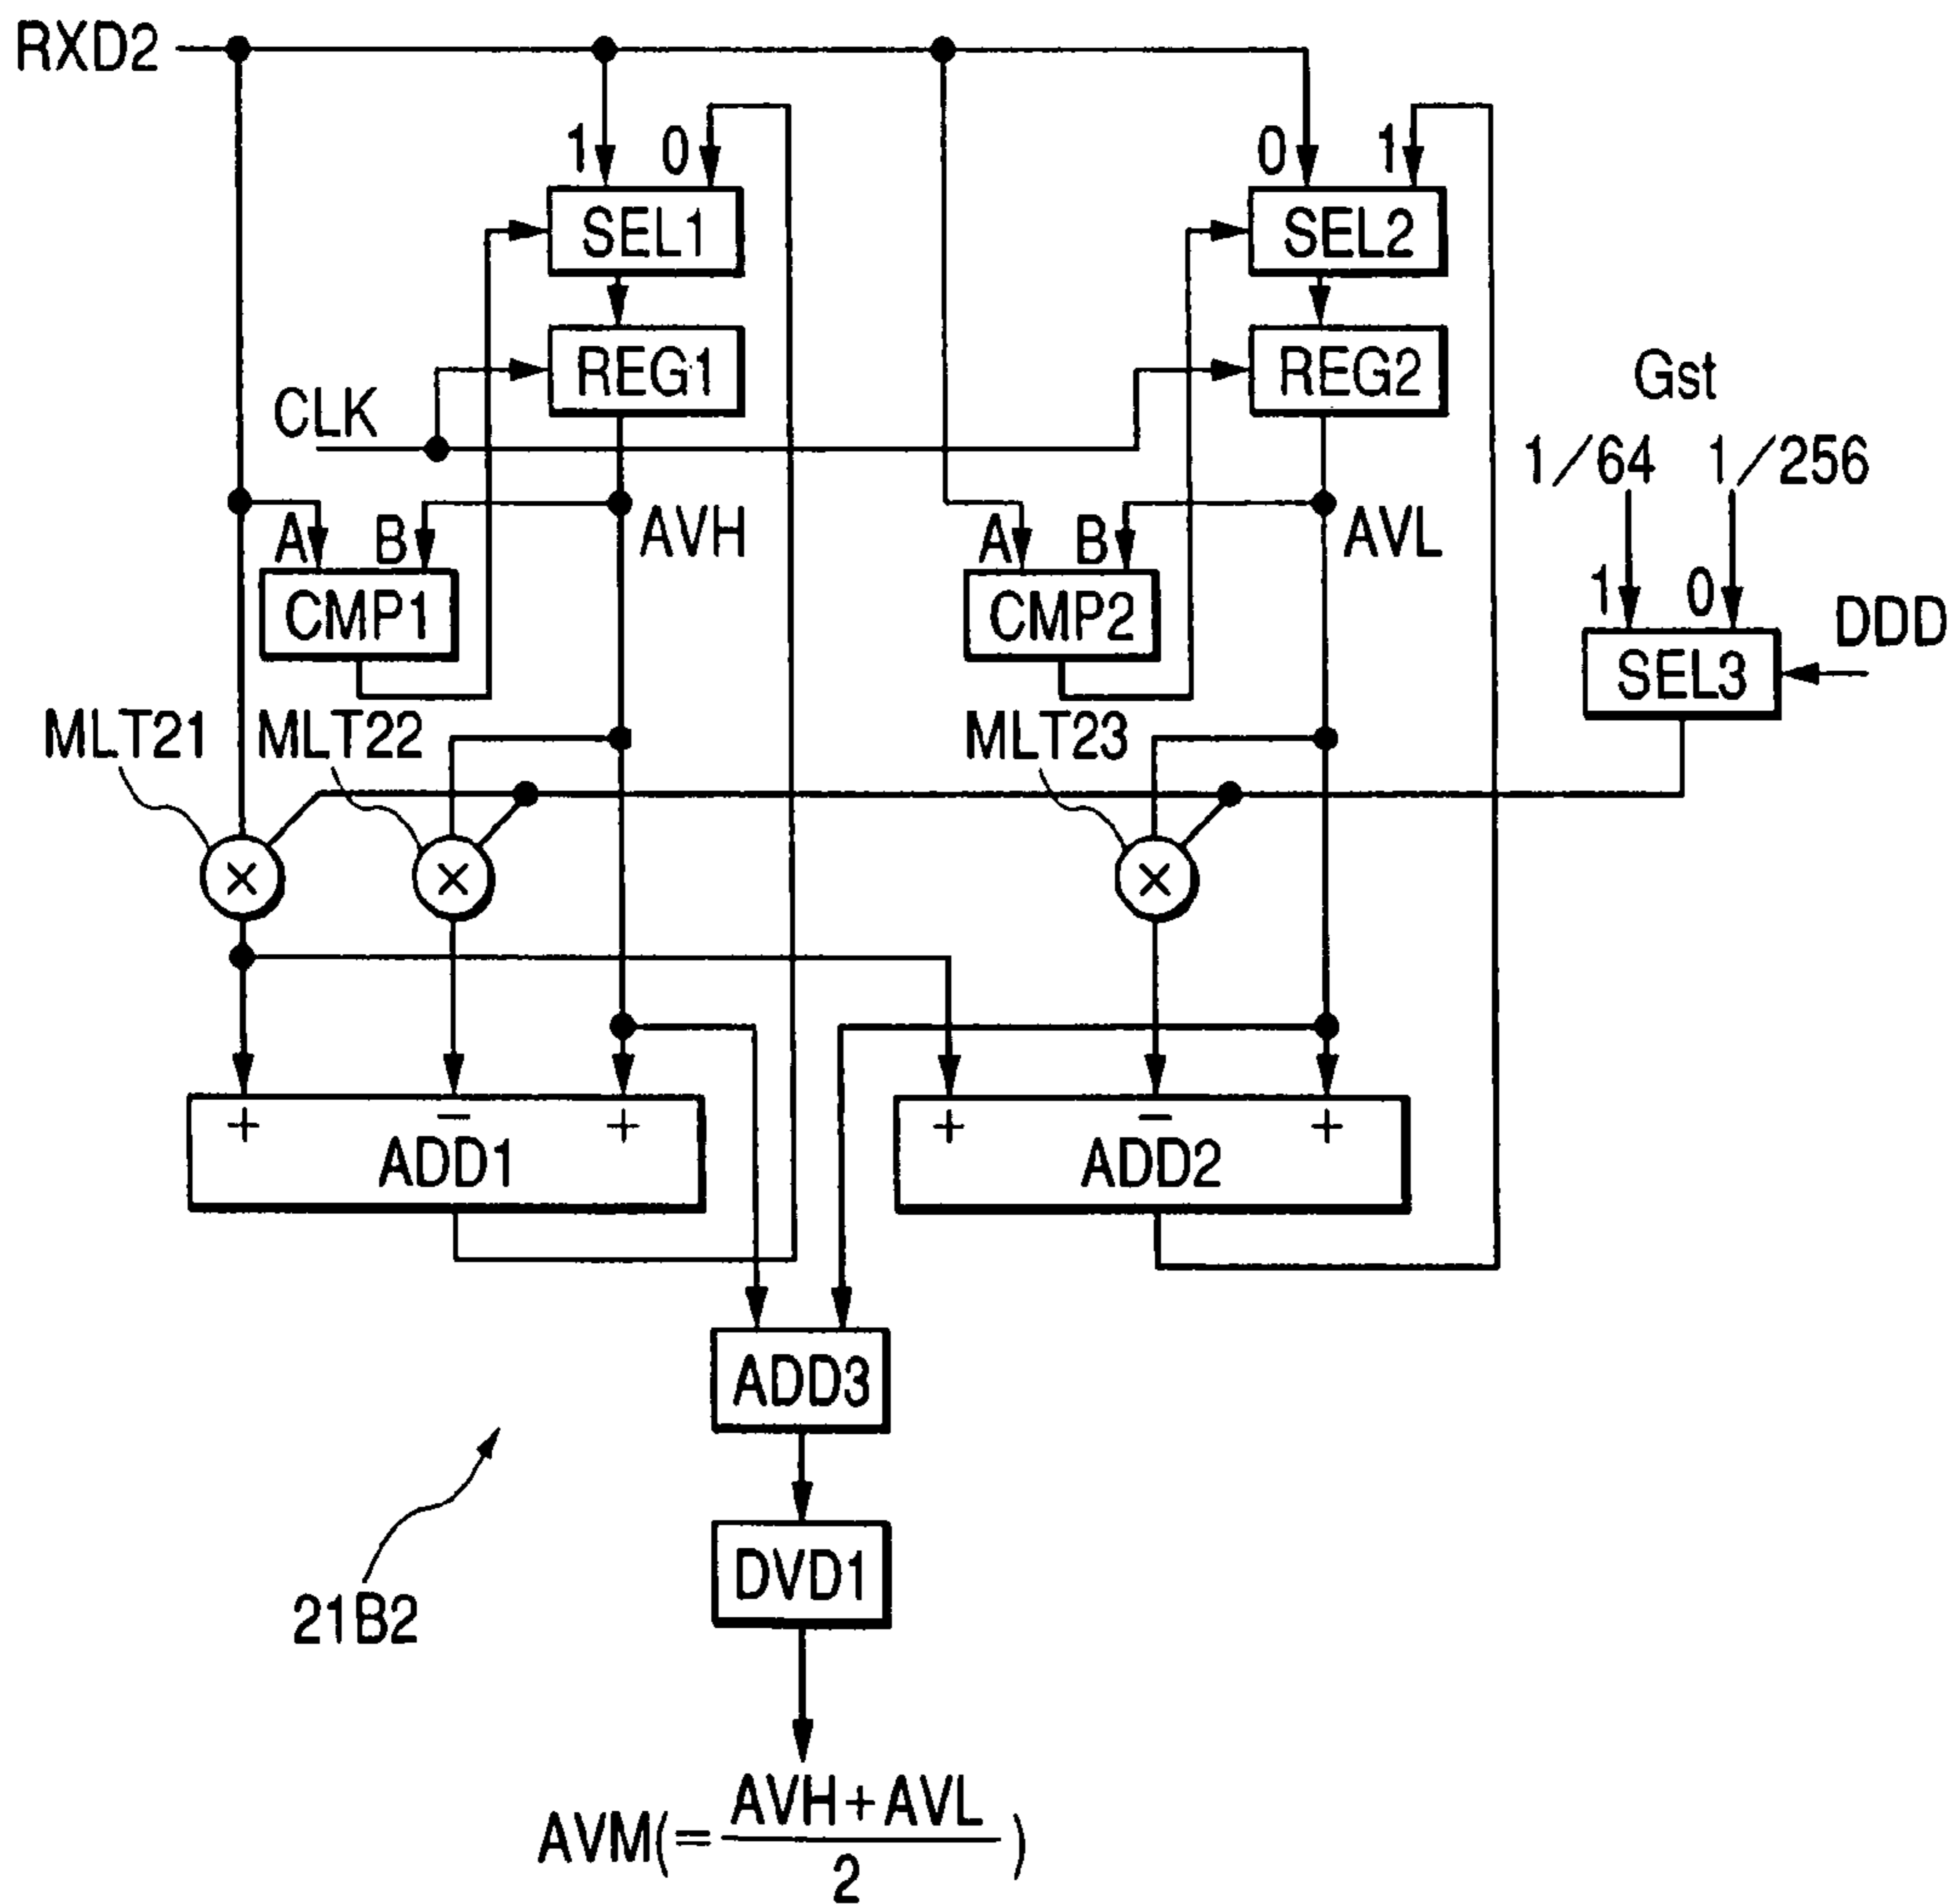 RXD2
1 0
0 1
SEL1
SEL2
REG1
REG2
Gst
CLK
1/64 1/256
A B AVH
A B AVL
1 0
CMP1
CMP2
DDD
SEL3
MLT21 MLT22
MLT23
× ×
×
+ − +
+ − +
ADD1
ADD2
ADD3
DVD1
21B2
AVM(= AVH+AVL / 2 )